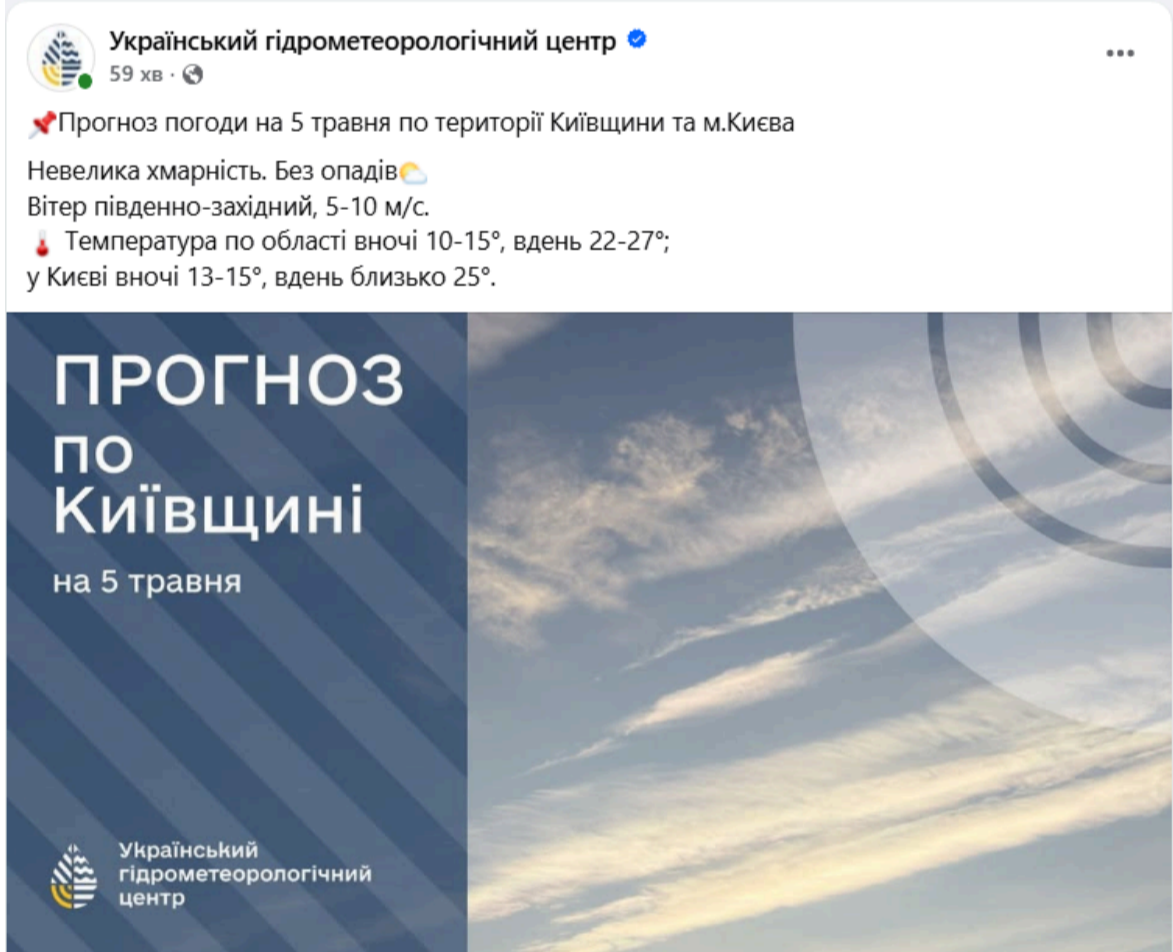 Український гідрометеорологічний центр
59 хв ·
📌Прогноз погоди на 5 травня по території Київщини та м.Києва
Невелика хмарність. Без опадів🌤️
Вітер південно-західний, 5-10 м/с.
🌡️ Температура по області вночі 10-15°, вдень 22-27°;
у Києві вночі 13-15°, вдень близько 25°.
ПРОГНОЗ
по
Київщині
на 5 травня
Український
гідрометеорологічний
центр